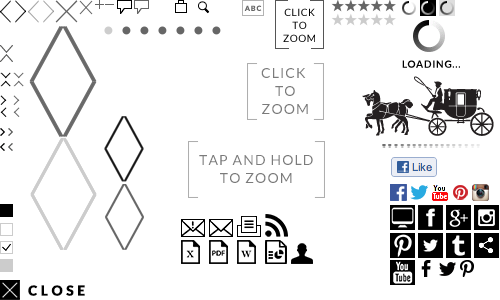 ABC
CLICK
TO
ZOOM
LOADING...
CLICK
TO
ZOOM
TAP AND HOLD
TO ZOOM
f Like
You
Tube
X
PDF
W
f
g+
t
You
Tube
f
CLOSE